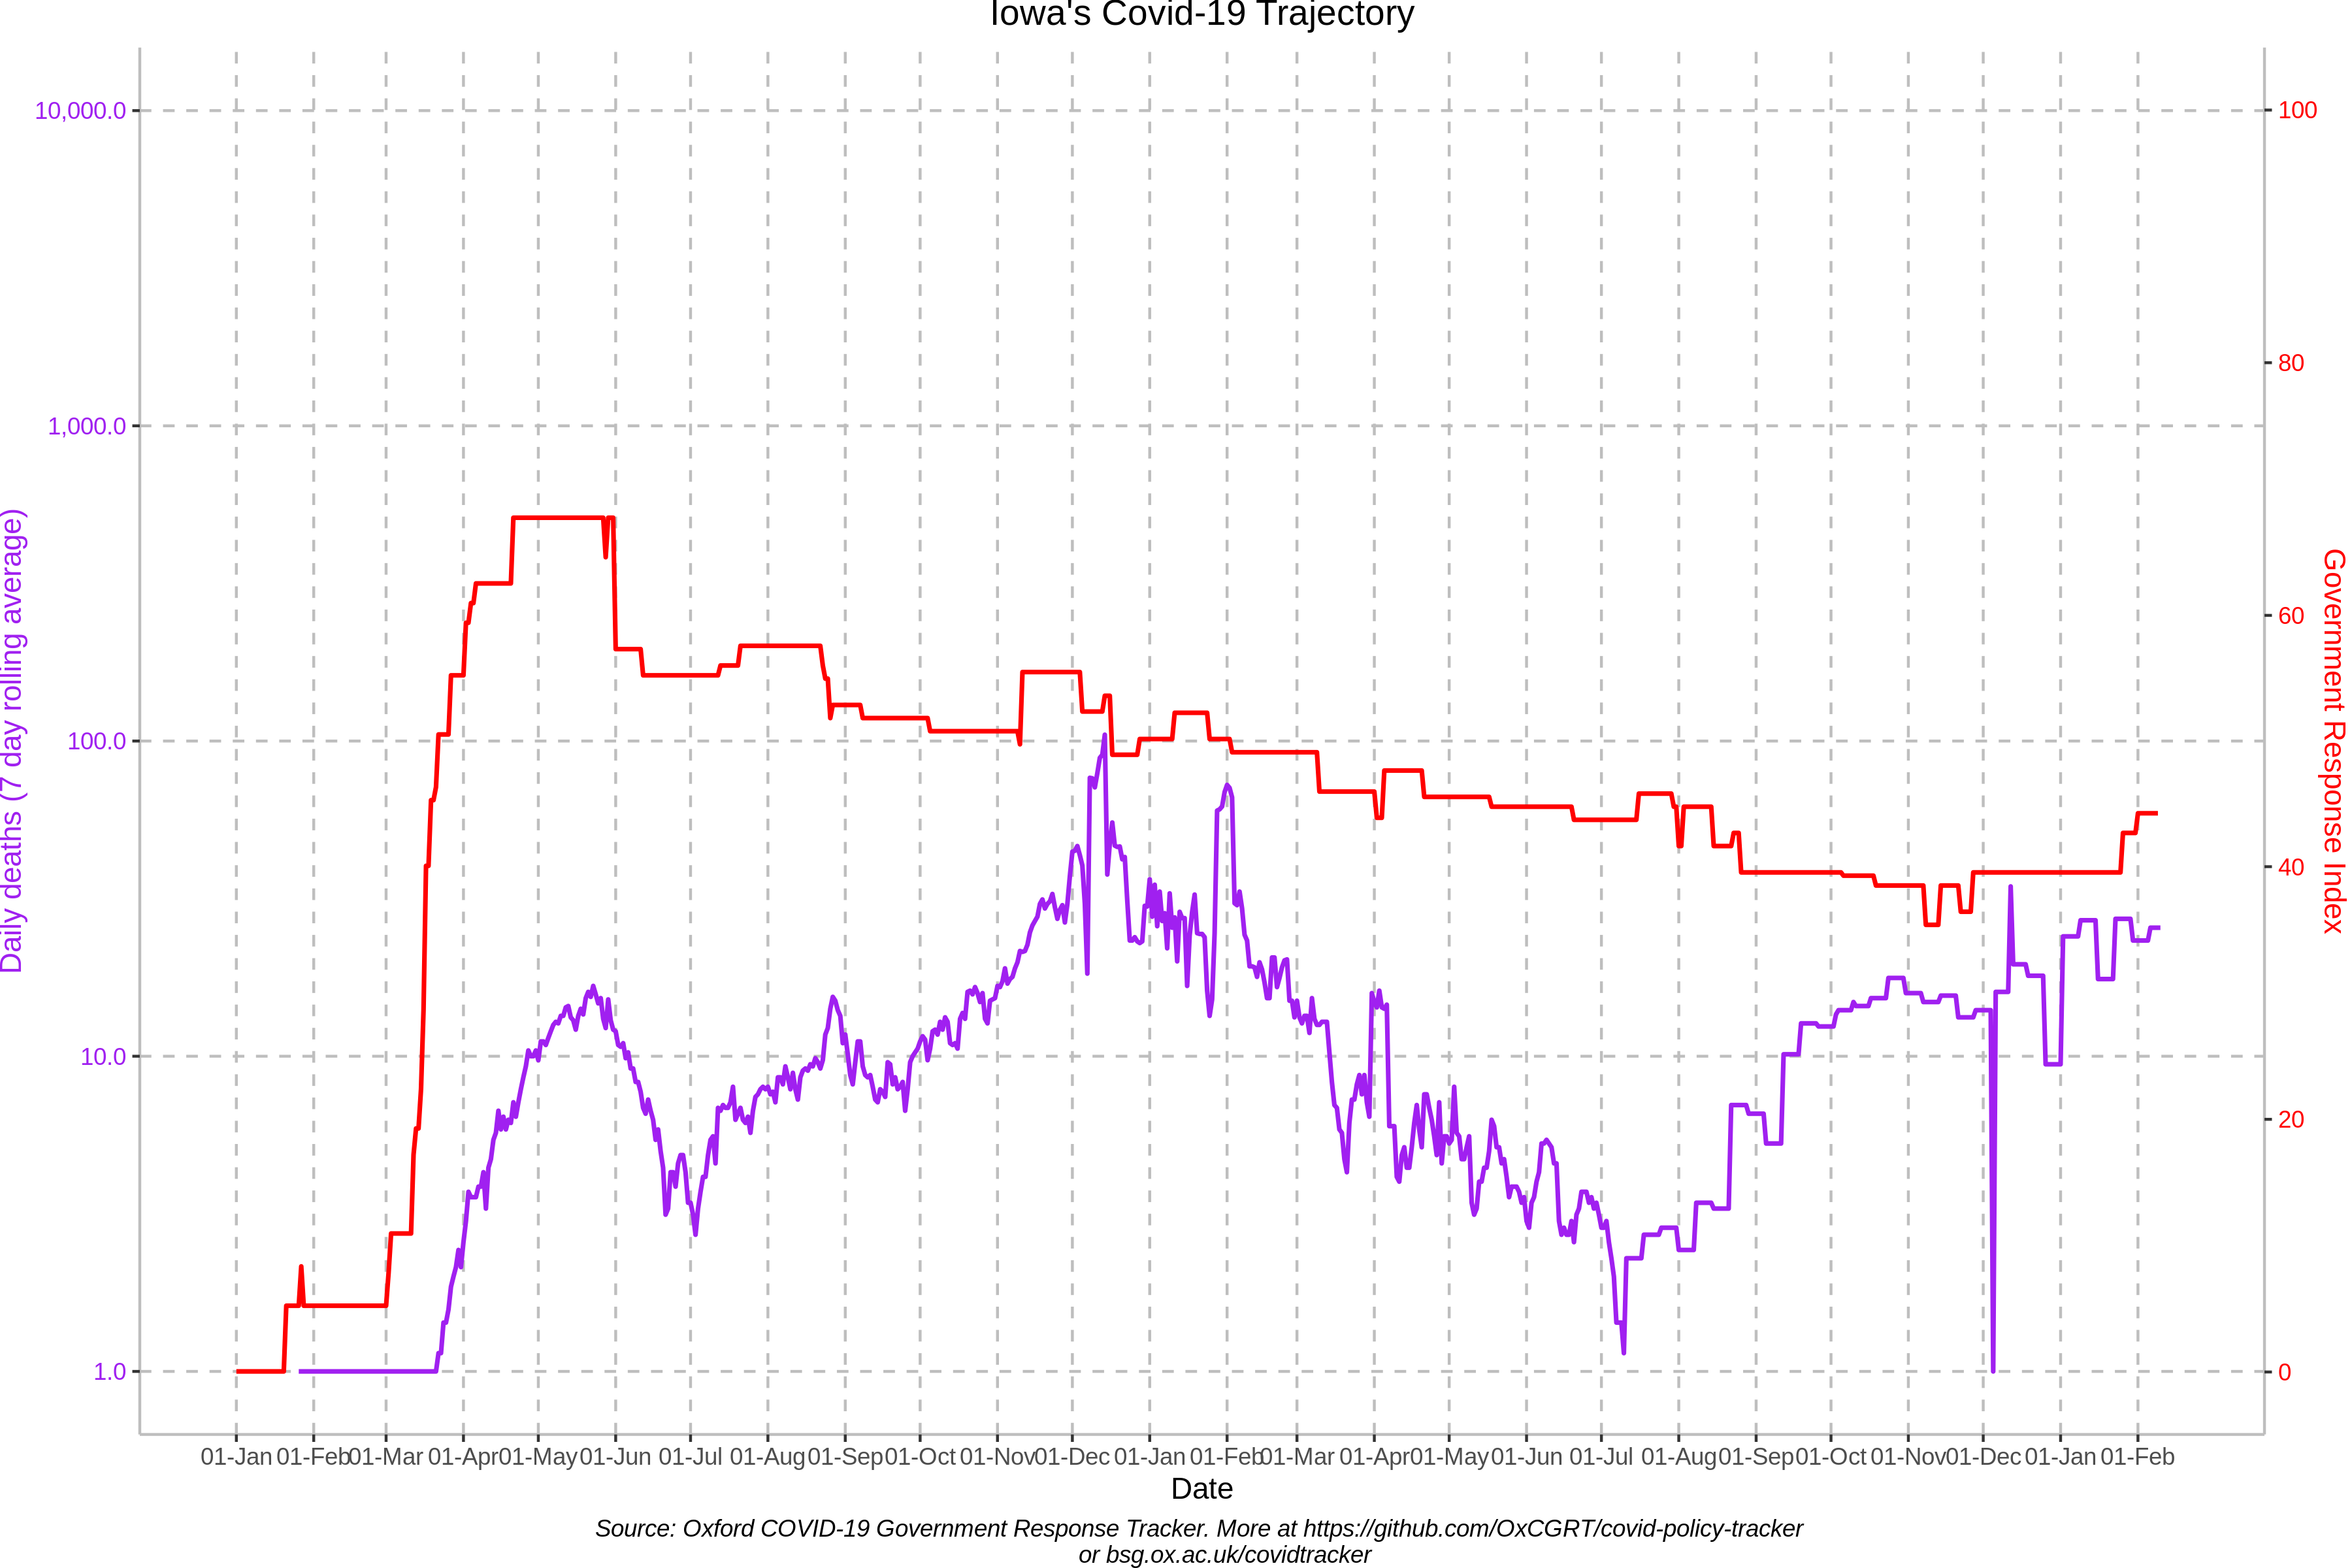 Iowa's Covid-19 Trajectory
10,000.0
1,000.0
100.0
10.0
1.0
Daily deaths (7 day rolling average)
100
80
60
40
20
0
Government Response Index
01-Jan 01-Feb 01-Mar 01-Apr 01-May 01-Jun 01-Jul 01-Aug 01-Sep 01-Oct 01-Nov 01-Dec 01-Jan 01-Feb 01-Mar 01-Apr 01-May 01-Jun 01-Jul 01-Aug 01-Sep 01-Oct 01-Nov 01-Dec 01-Jan 01-Feb
Date
Source: Oxford COVID-19 Government Response Tracker. More at https://github.com/OxCGRT/covid-policy-tracker
or bsg.ox.ac.uk/covidtracker